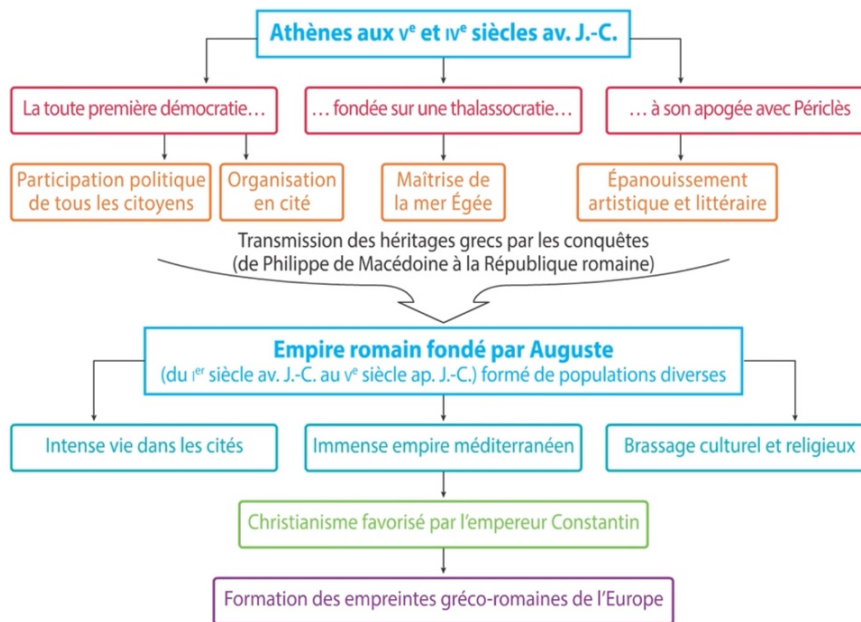 Athènes aux Ve et IVe siècles av. J.-C.
La toute première démocratie…
… fondée sur une thalassocratie…
… à son apogée avec Périclès
Participation politique
de tous les citoyens
Organisation
en cité
Maîtrise de
la mer Égée
Épanouissement
artistique et littéraire
Transmission des héritages grecs par les conquêtes
(de Philippe de Macédoine à la République romaine)
Empire romain fondé par Auguste
(du Ier siècle av. J.-C. au Ve siècle ap. J.-C.) formé de populations diverses
Intense vie dans les cités
Immense empire méditerranéen
Brassage culturel et religieux
Christianisme favorisé par l'empereur Constantin
Formation des empreintes gréco-romaines de l'Europe